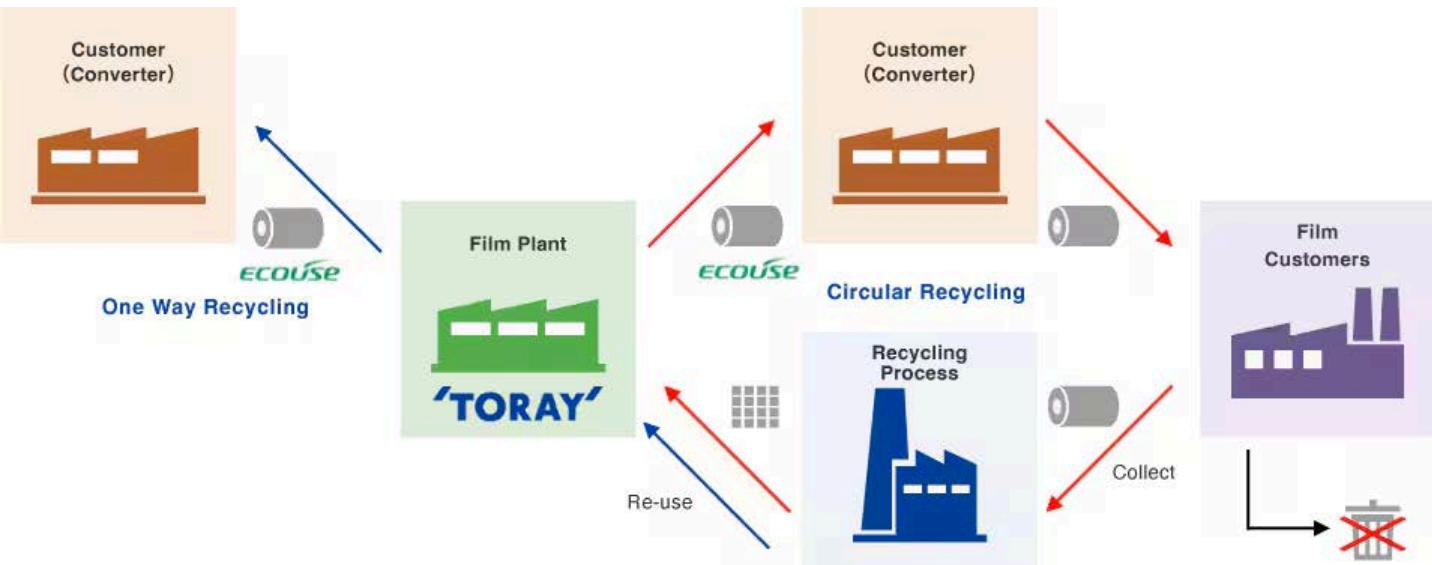 Customer
(Converter)
Customer
(Converter)
Film Plant
Film
Customers
ECOUSE
ECOUSE
One Way Recycling
Circular Recycling
Recycling
Process
'TORAY'
Collect
Re-use